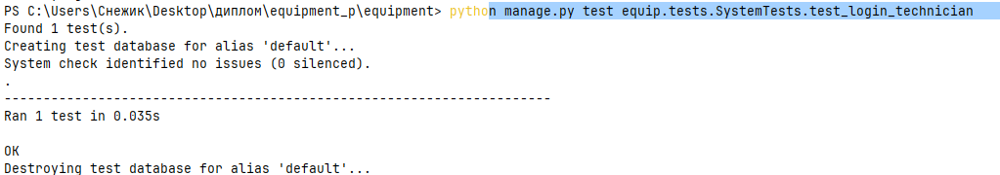 PS C:\Users\Снежик\Desktop\диплом\equipment_p\equipment> python manage.py test equip.tests.SystemTests.test_login_technician
Found 1 test(s).
Creating test database for alias 'default'...
System check identified no issues (0 silenced).
.
----------------------------------------------------------------------
Ran 1 test in 0.035s
OK
Destroying test database for alias 'default'...